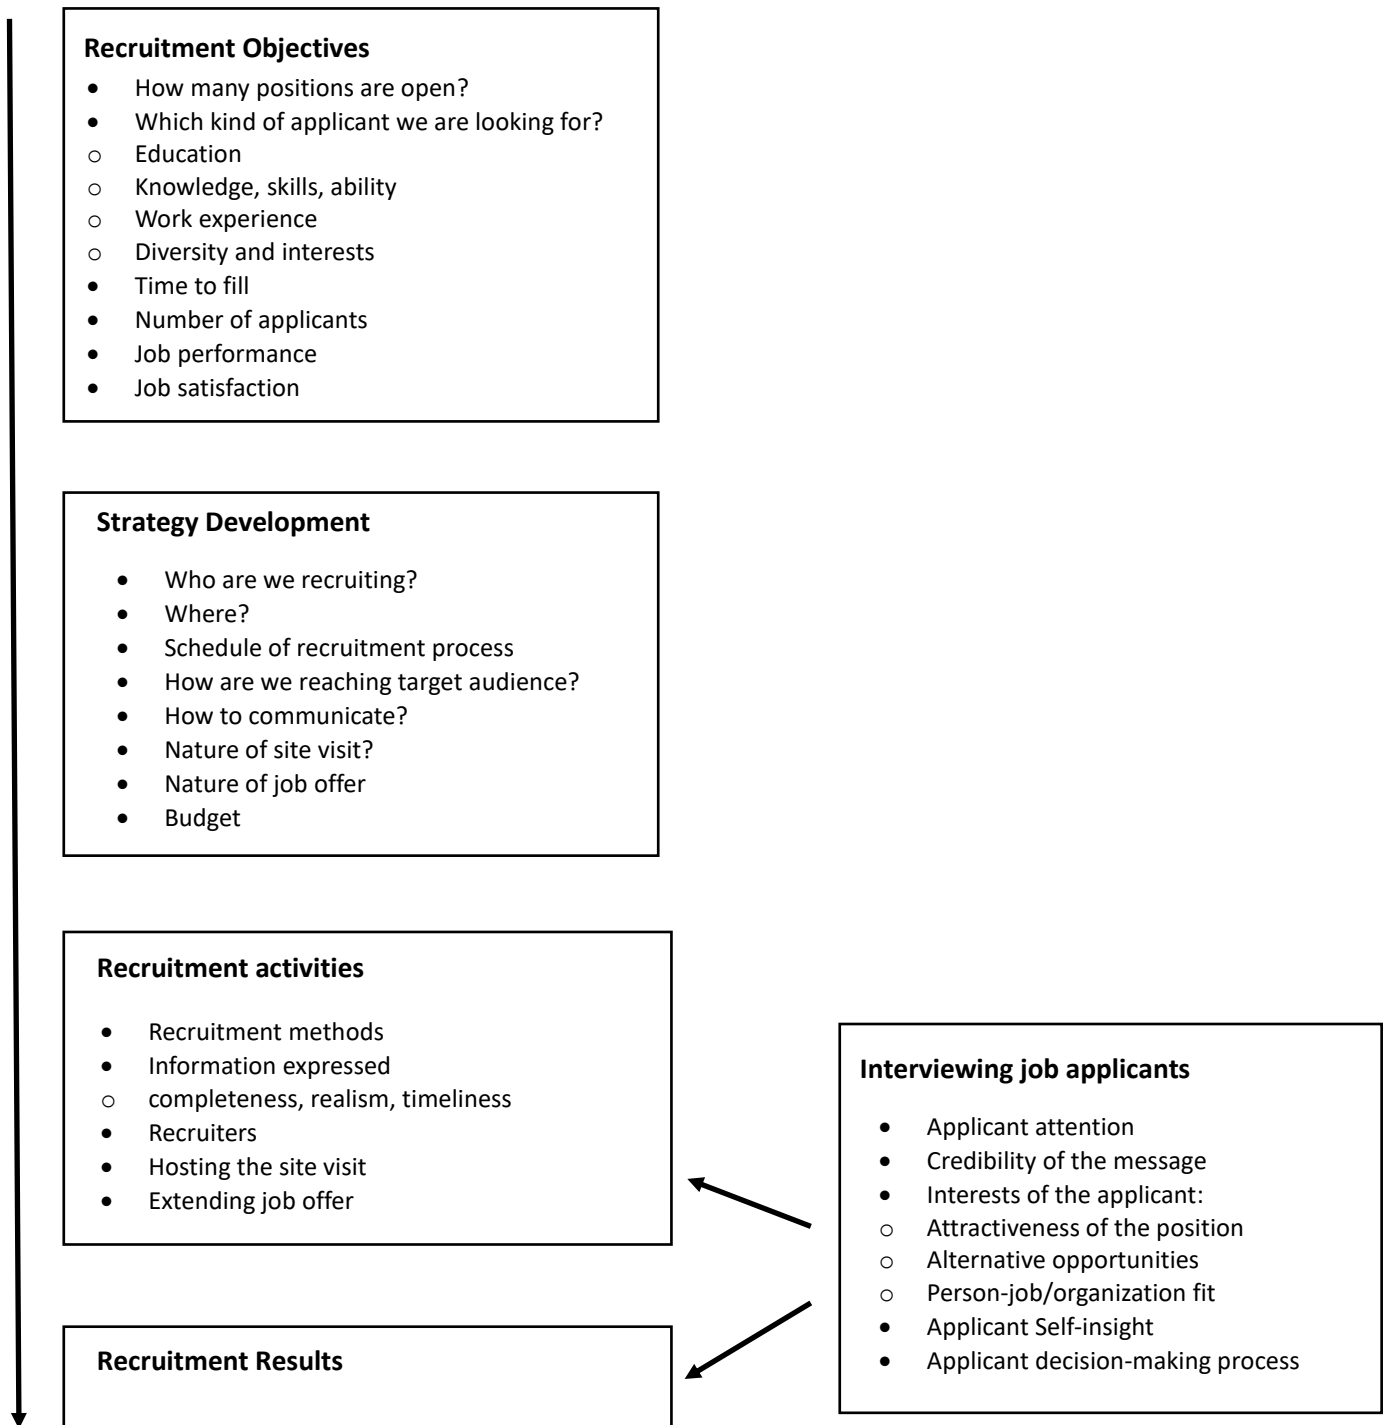 Recruitment Objectives
• How many positions are open?
• Which kind of applicant we are looking for?
o Education
o Knowledge, skills, ability
o Work experience
o Diversity and interests
• Time to fill
• Number of applicants
• Job performance
• Job satisfaction
Strategy Development
• Who are we recruiting?
• Where?
• Schedule of recruitment process
• How are we reaching target audience?
• How to communicate?
• Nature of site visit?
• Nature of job offer
• Budget
Recruitment activities
• Recruitment methods
• Information expressed
o completeness, realism, timeliness
• Recruiters
• Hosting the site visit
• Extending job offer
Interviewing job applicants
• Applicant attention
• Credibility of the message
• Interests of the applicant:
o Attractiveness of the position
o Alternative opportunities
o Person-job/organization fit
• Applicant Self-insight
• Applicant decision-making process
Recruitment Results